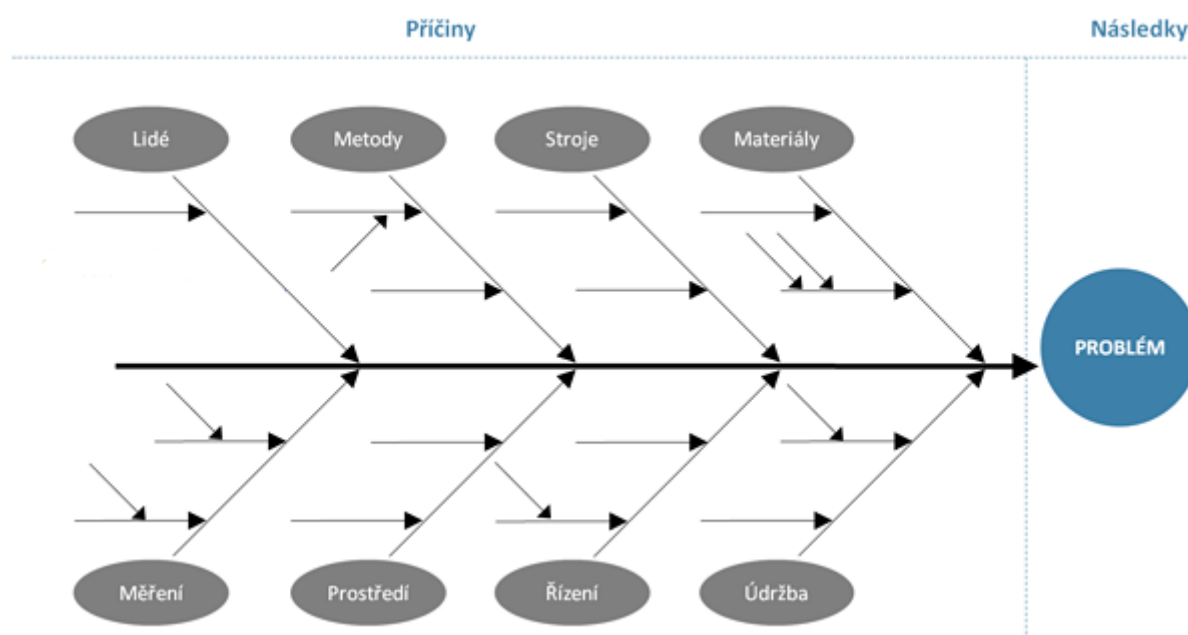 Příčiny
Následky
Lidé
Metody
Stroje
Materiály
PROBLÉM
Měření
Prostředí
Řízení
Údržba